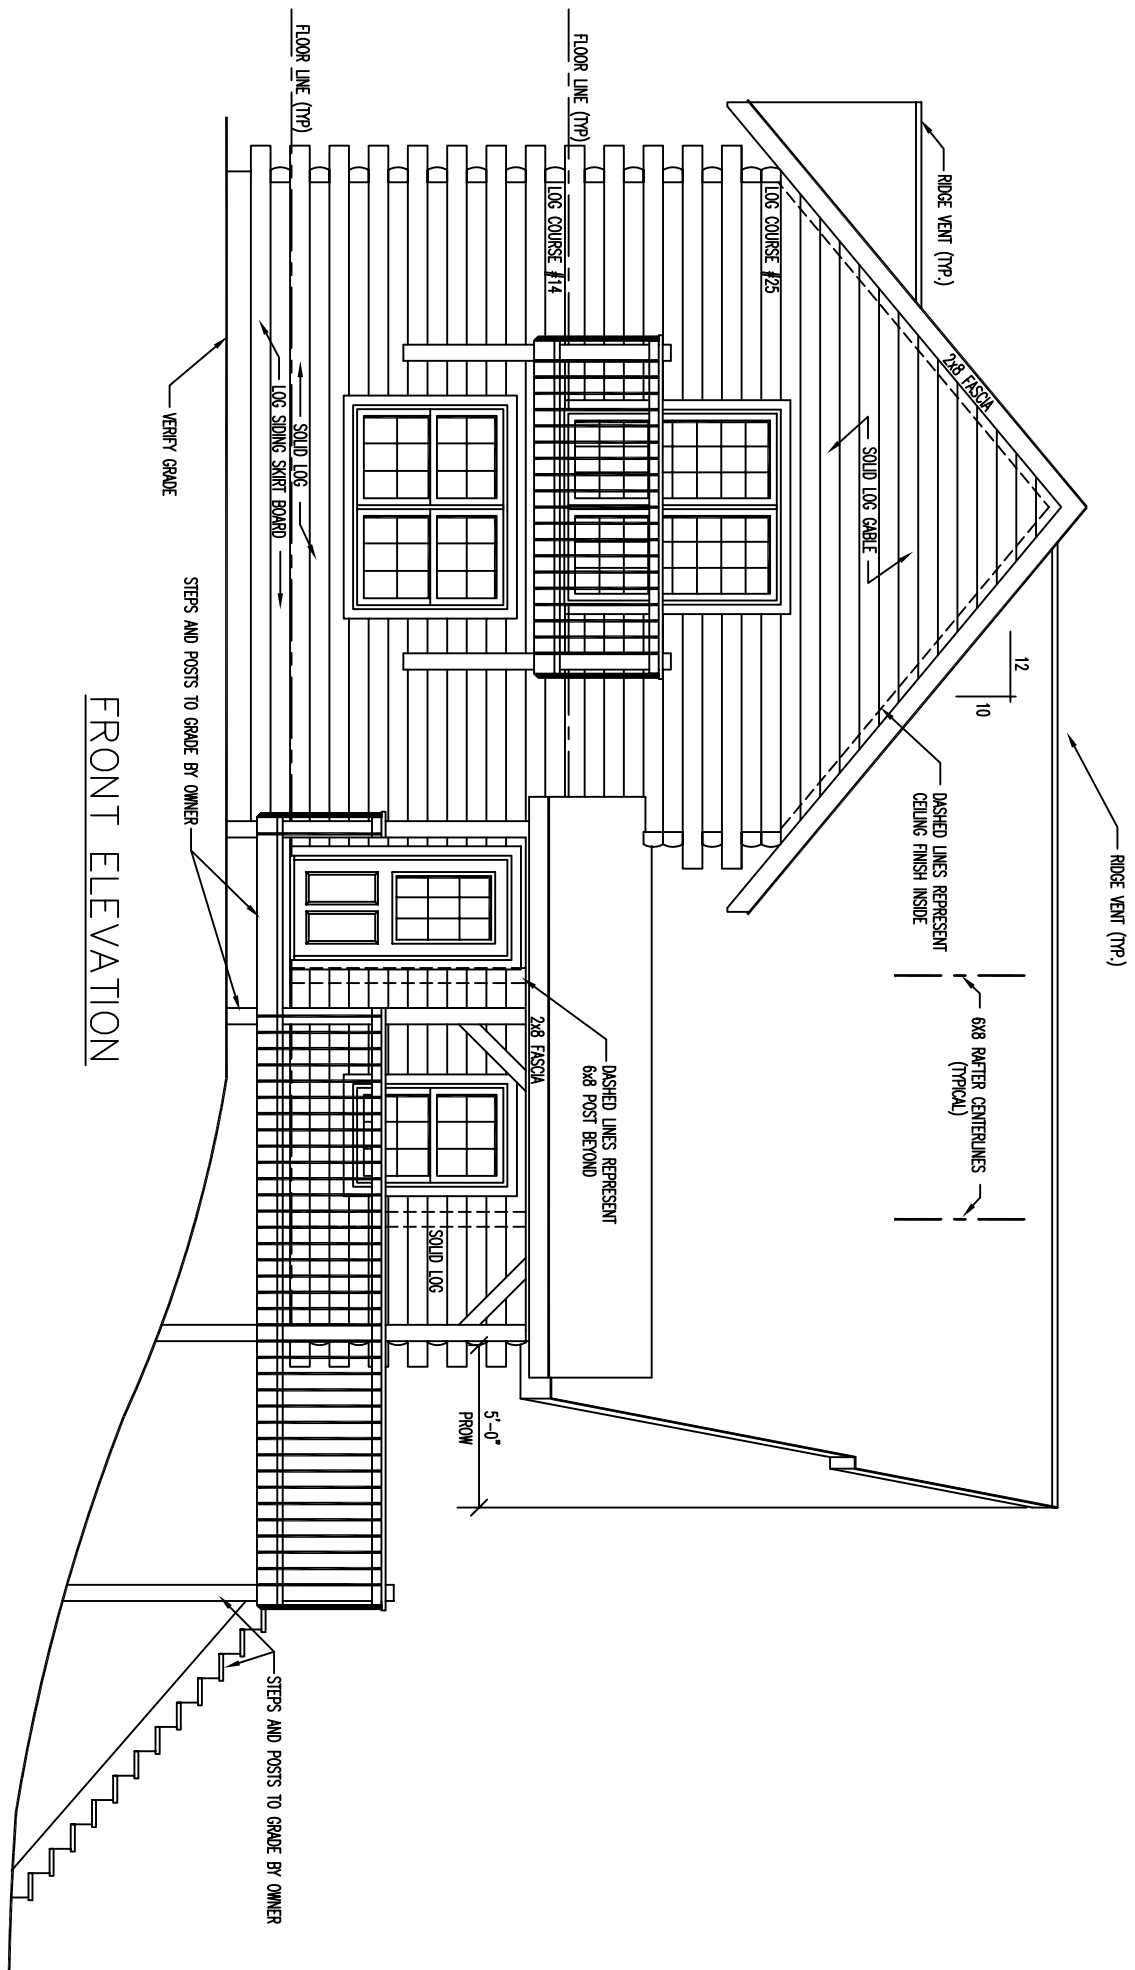 RIDGE VENT (TYP.)
RIDGE VENT (TYP.)
2x8 FASCIA
12
10
DASHED LINES REPRESENT
CEILING FINISH INSIDE
6X8 RAFTER CENTERLINES
(TYPICAL)
SOLID LOG GABLE
LOG COURSE #25
FLOOR LINE (TYP)
LOG COURSE #14
DASHED LINES REPRESENT
6x8 POST BEYOND
2x8 FASCIA
5'-0"
PROW
SOLID LOG
FLOOR LINE (TYP)
SOLID LOG
LOG SIDING SKIRT BOARD
VERIFY GRADE
STEPS AND POSTS TO GRADE BY OWNER
STEPS AND POSTS TO GRADE BY OWNER
FRONT ELEVATION